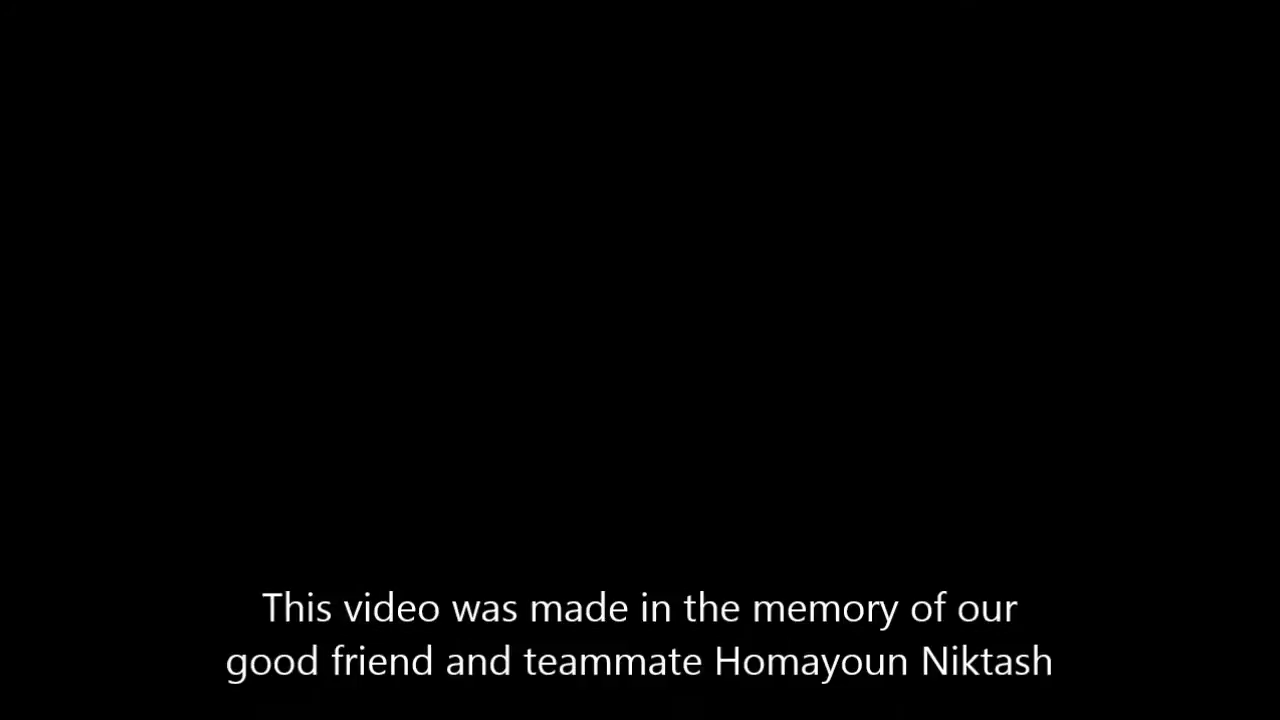 This video was made in the memory of our
good friend and teammate Homayoun Niktash